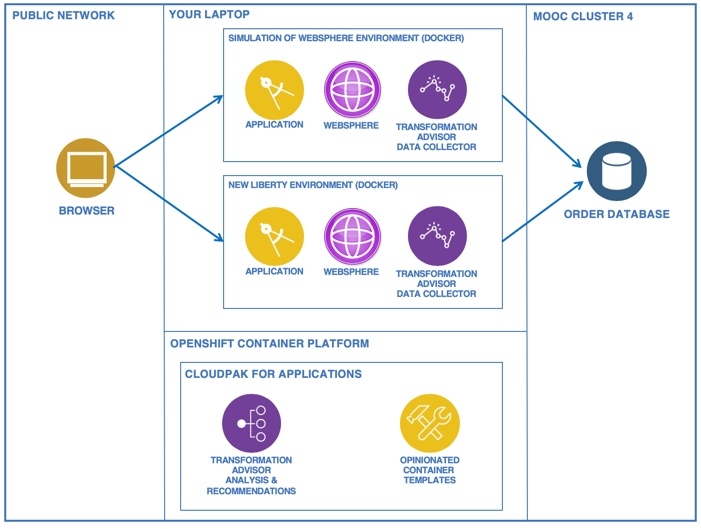 PUBLIC NETWORK
YOUR LAPTOP
MOOC CLUSTER 4
SIMULATION OF WEBSPHERE ENVIRONMENT (DOCKER)
APPLICATION
WEBSPHERE
TRANSFORMATION
ADVISOR
DATA COLLECTOR
BROWSER
NEW LIBERTY ENVIRONMENT (DOCKER)
APPLICATION
WEBSPHERE
TRANSFORMATION
ADVISOR
DATA COLLECTOR
ORDER DATABASE
OPENSHIFT CONTAINER PLATFORM
CLOUDPAK FOR APPLICATIONS
TRANSFORMATION
ADVISOR
ANALYSIS &
RECOMMENDATIONS
OPINIONATED
CONTAINER
TEMPLATES